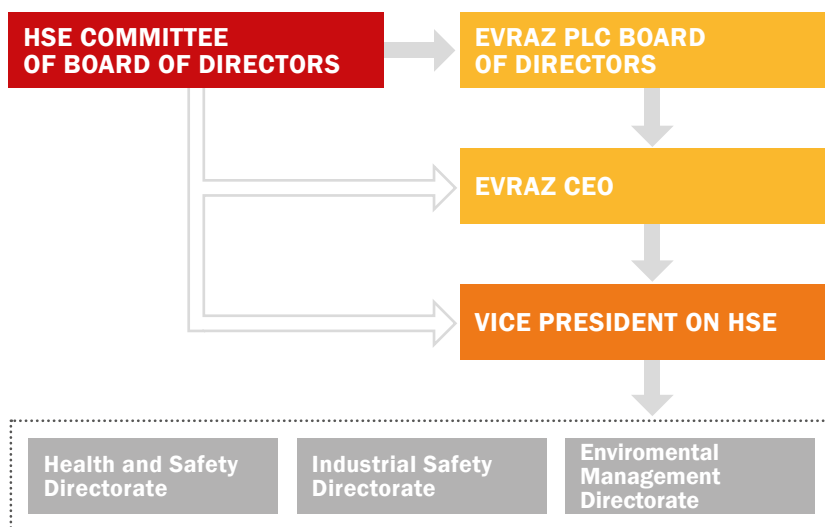 HSE COMMITTEE
OF BOARD OF DIRECTORS
EVRAZ PLC BOARD
OF DIRECTORS
EVRAZ CEO
VICE PRESIDENT ON HSE
Health and Safety
Directorate
Industrial Safety
Directorate
Enviromental
Management
Directorate